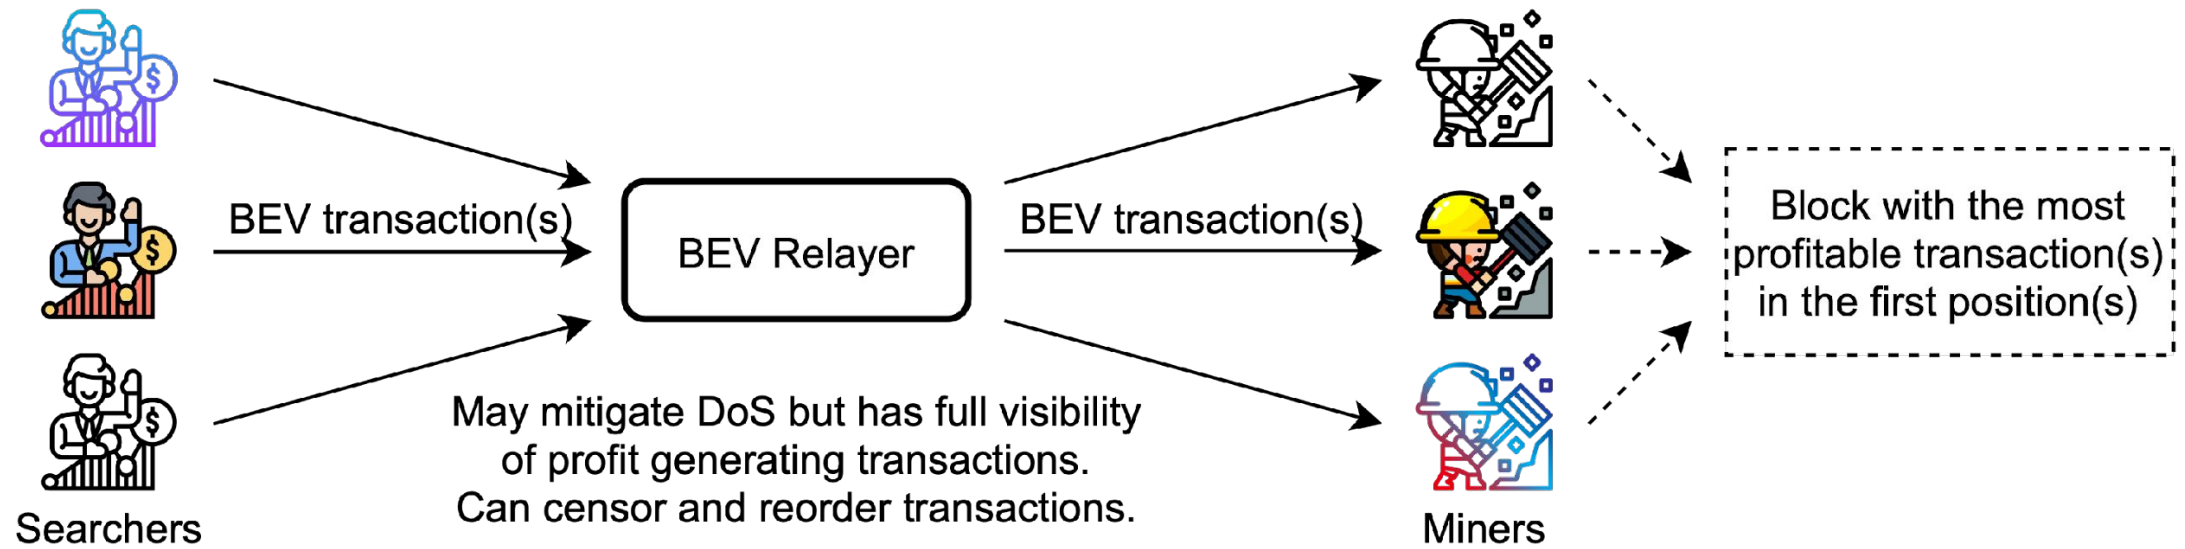 Searchers
BEV transaction(s)
BEV Relayer
May mitigate DoS but has full visibility
of profit generating transactions.
Can censor and reorder transactions.
BEV transaction(s)
Miners
Block with the most
profitable transaction(s)
in the first position(s)
$
$
$